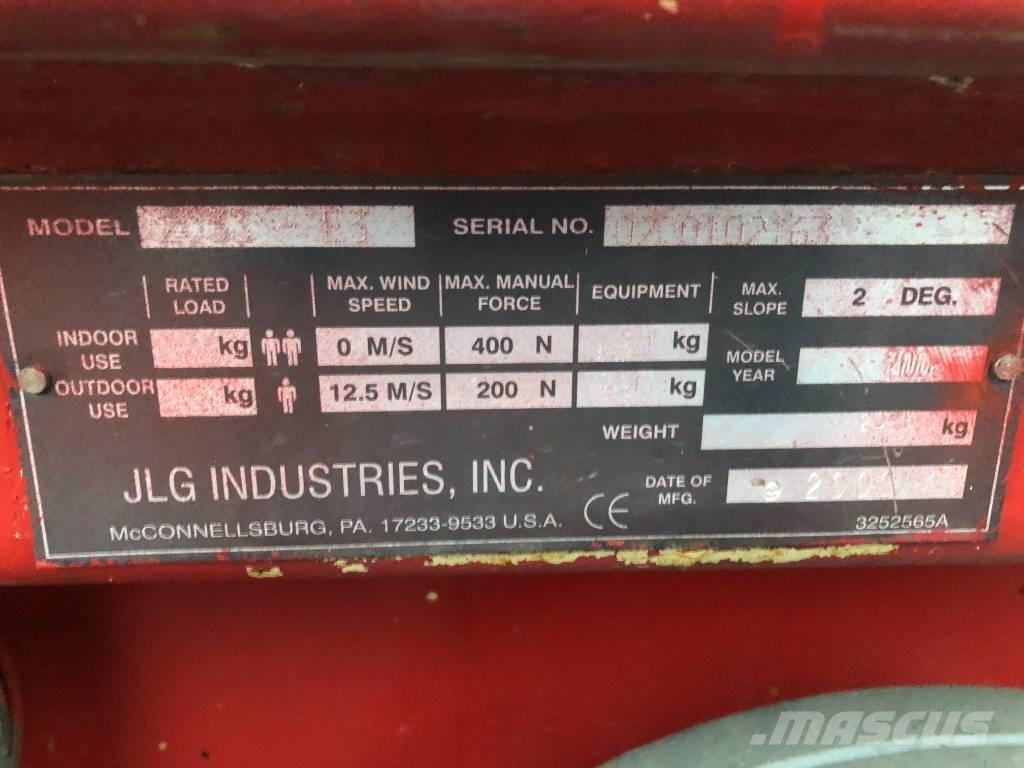 MODEL
SERIAL NO.
RATED LOAD
MAX. WIND SPEED
MAX. MANUAL FORCE
EQUIPMENT
MAX. SLOPE
2 DEG.
INDOOR USE
kg
0 M/S
400 N
kg
MODEL YEAR
OUTDOOR USE
kg
12.5 M/S
200 N
kg
WEIGHT
kg
JLG INDUSTRIES, INC.
DATE OF MFG.
McCONNELLSBURG, PA. 17233-9533 U.S.A.
CE
3252565A
MASCUS